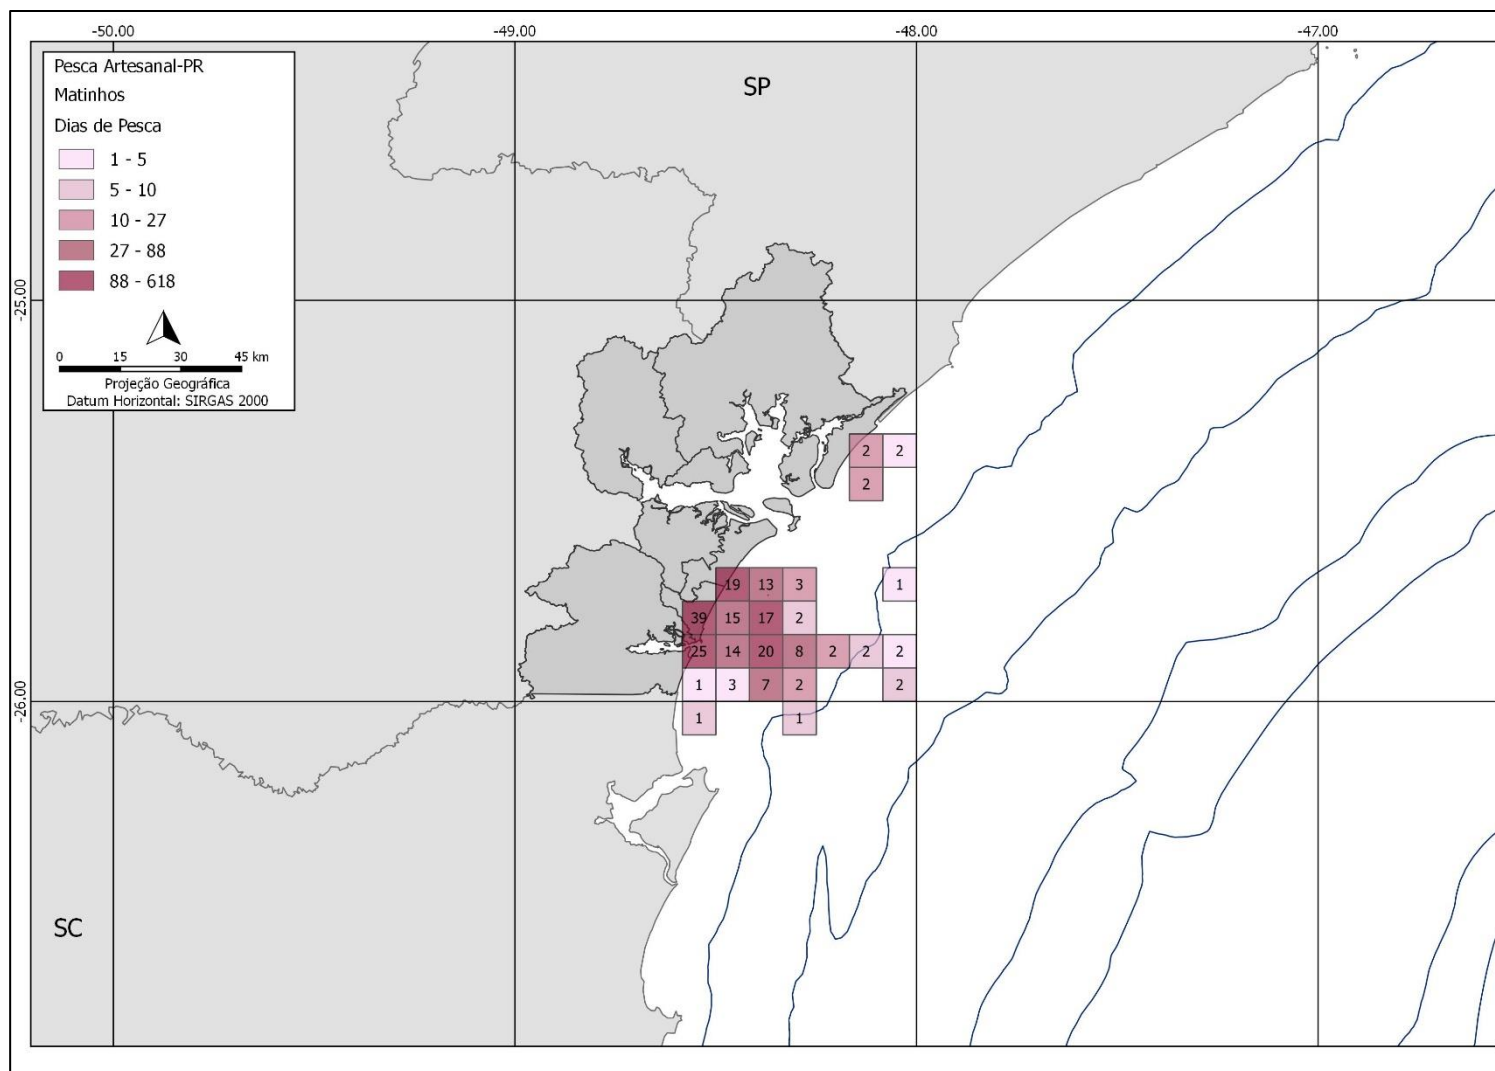 -50.00 -49.00 -48.00 -47.00
Pesca Artesanal-PR
Matinhos
Dias de Pesca
1 - 5
5 - 10
10 - 27
27 - 88
88 - 618
0 15 30 45 km
Projeção Geográfica
Datum Horizontal: SIRGAS 2000
SP
-25.00
2 2
2
19 13 3 1
39 15 17 2
25 14 20 8 2 2 2
1 3 7 2 2
-26.00
1 1
SC